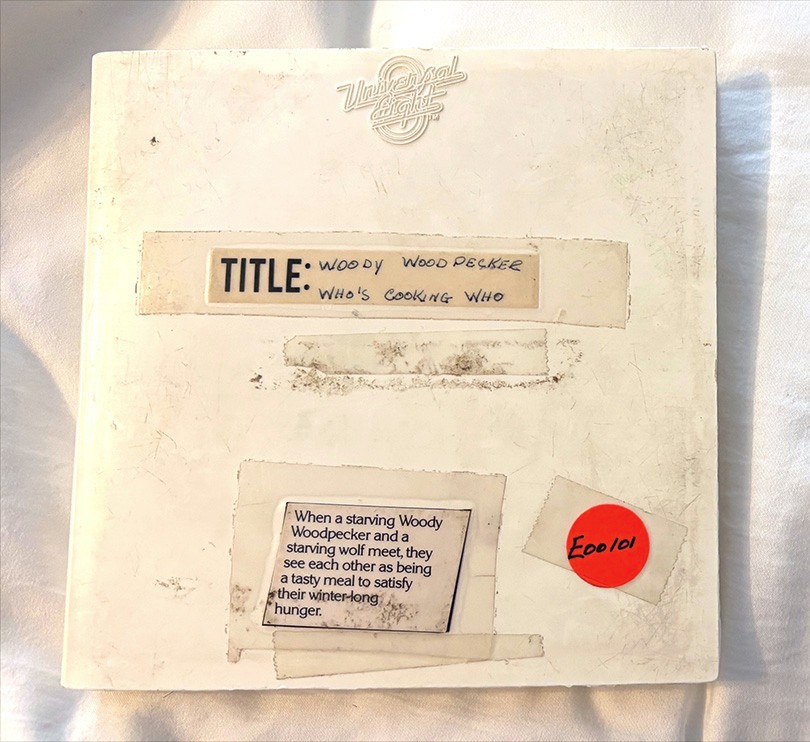 Universal
Eight
TITLE: WOODY WOODPECKER
WHO'S COOKING WHO
When a starving Woody
Woodpecker and a
starving wolf meet, they
see each other as being
a tasty meal to satisfy
their winter-long
hunger.
E00101